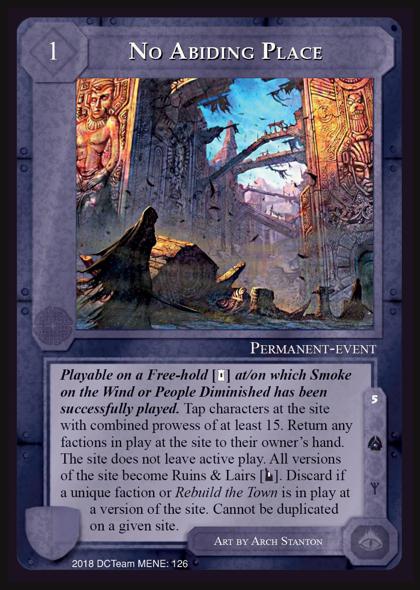 1
No Abiding Place
Permanent-event
Playable on a Free-hold [] at/on which Smoke
on the Wind or People Diminished has been
successfully played. Tap characters at the site
with combined prowess of at least 15. Return any
factions in play at the site to their owner's hand.
The site does not leave active play. All versions
of the site become Ruins & Lairs []. Discard if
a unique faction or Rebuild the Town is in play at
a version of the site. Cannot be duplicated
on a given site.
5
Art by Arch Stanton
2018 DCTeam MENE: 126